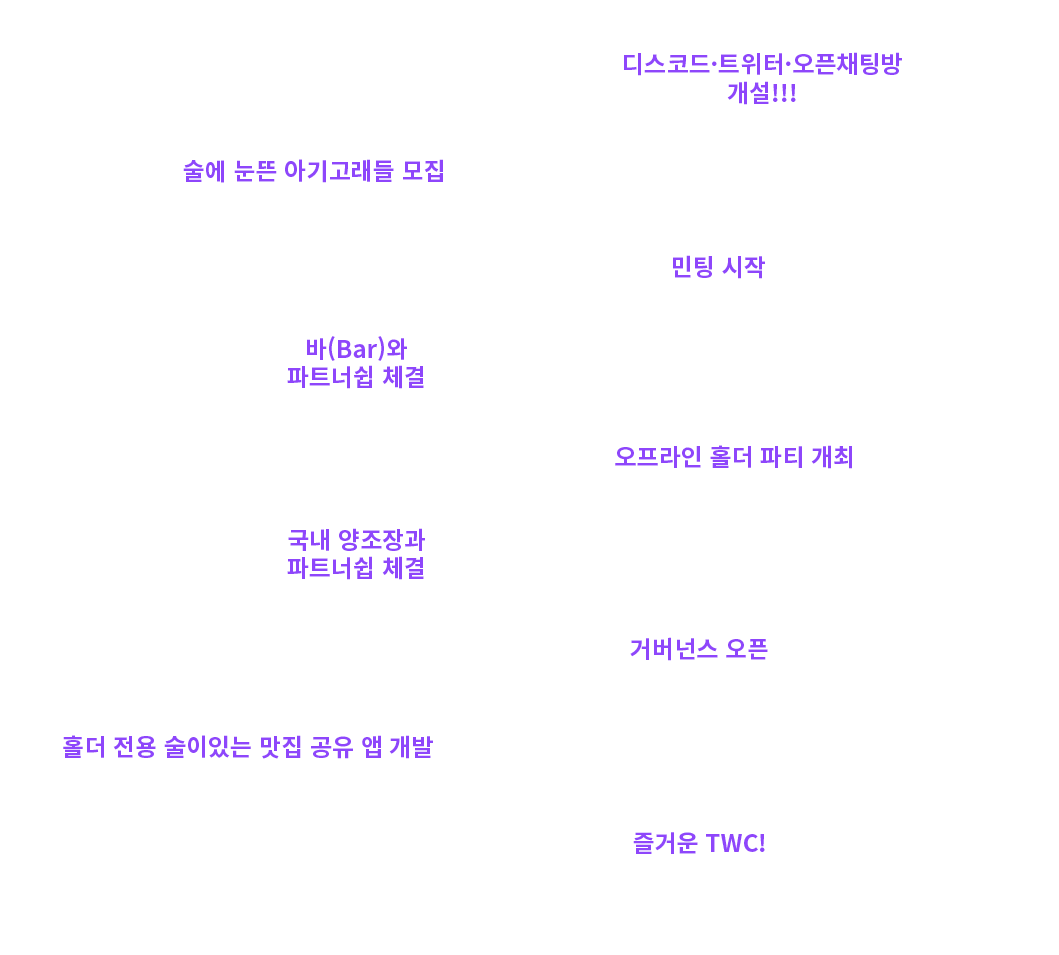 디스코드·트위터·오픈채팅방
개설!!!
술에 눈뜬 아기고래들 모집
민팅 시작
바(Bar)와
파트너쉽 체결
오프라인 홀더 파티 개최
국내 양조장과
파트너쉽 체결
거버넌스 오픈
홀더 전용 술이있는 맛집 공유 앱 개발
즐거운 TWC!